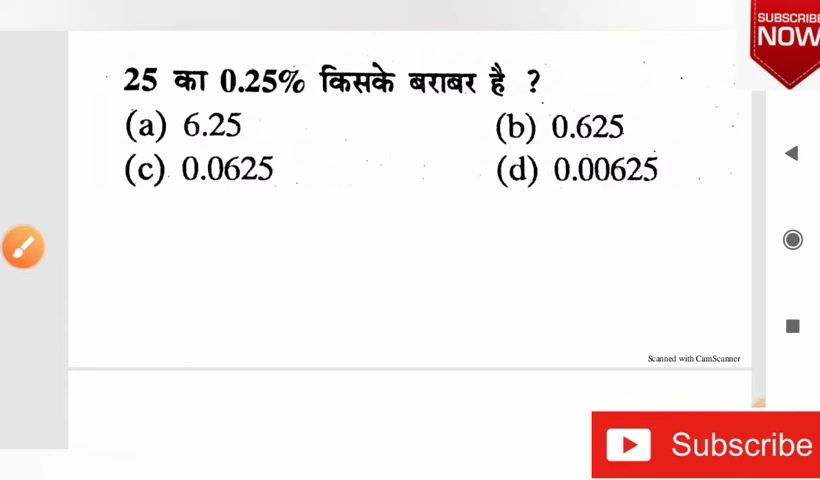 SUBSCRIBE
NOW
25 का 0.25% किसके बराबर है ?
(a) 6.25 (b) 0.625
(c) 0.0625 (d) 0.00625
Scanned with CamScanner
Subscribe